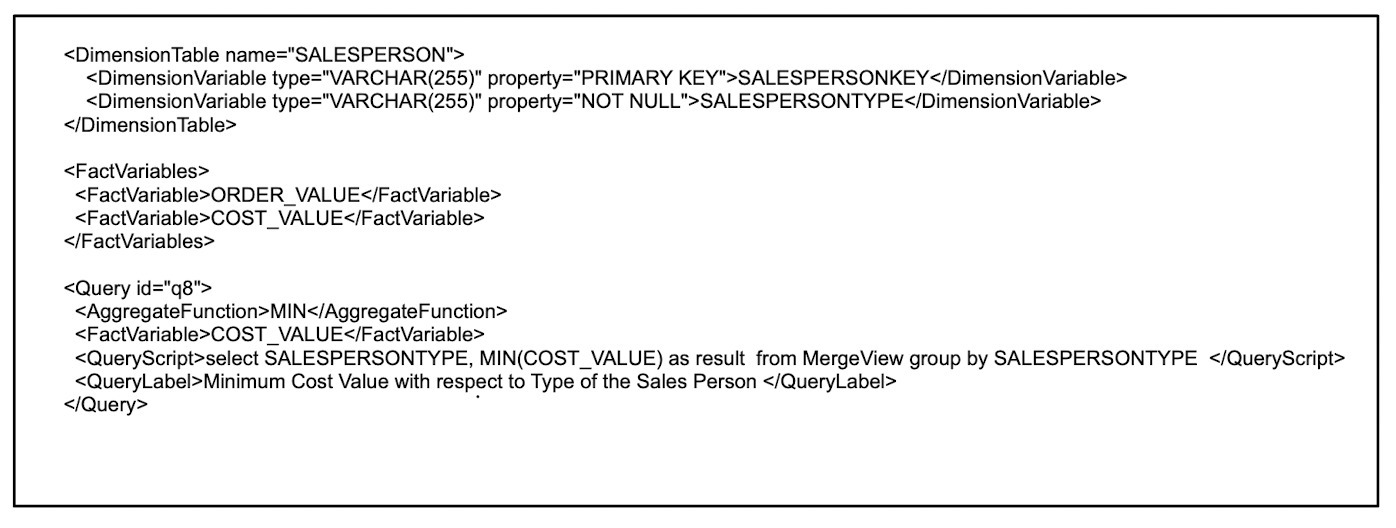 <DimensionTable name="SALESPERSON">
<DimensionVariable type="VARCHAR(255)" property="PRIMARY KEY">SALESPERSONKEY</DimensionVariable>
<DimensionVariable type="VARCHAR(255)" property="NOT NULL">SALESPERSONTYPE</DimensionVariable>
</DimensionTable>
<FactVariables>
<FactVariable>ORDER_VALUE</FactVariable>
<FactVariable>COST_VALUE</FactVariable>
</FactVariables>
<Query id="q8">
<AggregateFunction>MIN</AggregateFunction>
<FactVariable>COST_VALUE</FactVariable>
<QueryScript>select SALESPERSONTYPE, MIN(COST_VALUE) as result  from MergeView group by SALESPERSONTYPE  </QueryScript>
<QueryLabel>Minimum Cost Value with respect to Type of the Sales Person </QueryLabel>
</Query>